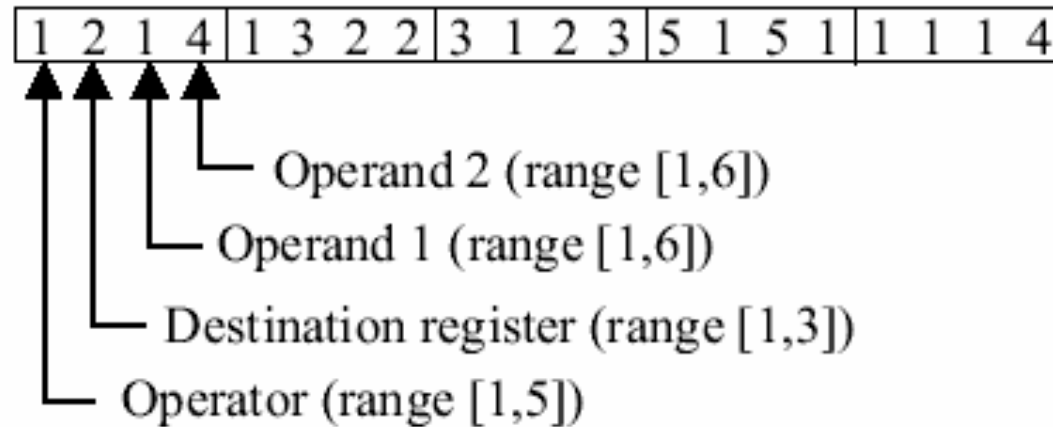 1 2 1 4 1 3 2 2 3 1 2 3 5 1 5 1 1 1 1 4
Operand 2 (range [1,6])
Operand 1 (range [1,6])
Destination register (range [1,3])
Operator (range [1,5])